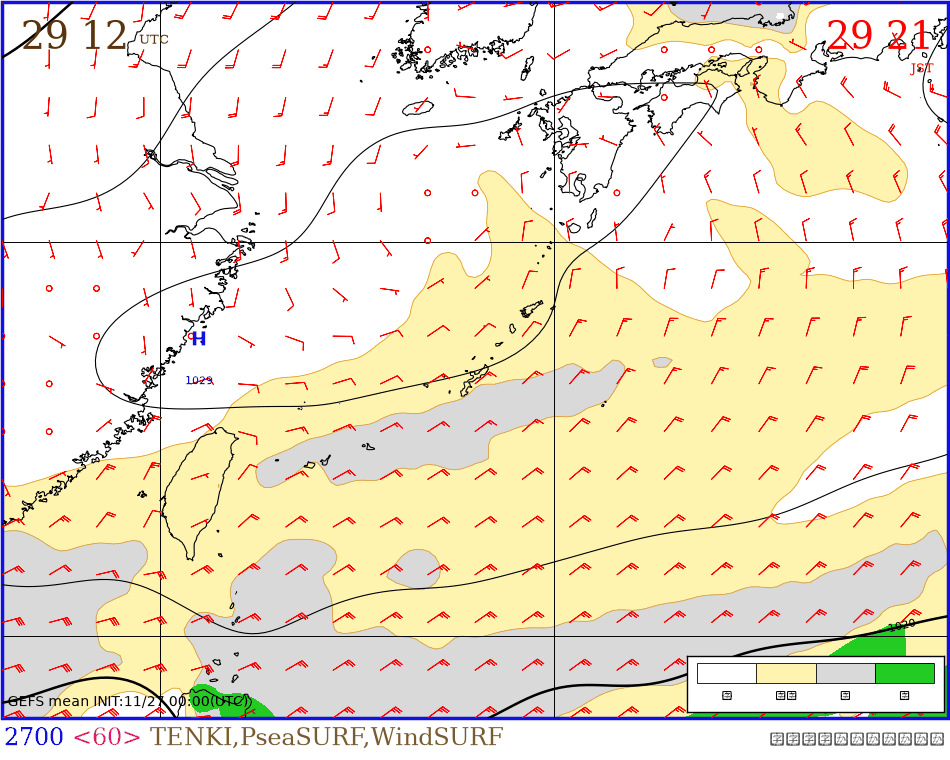 29 12 UTC
29 21
JST
H
1029
1020
GEFS mean INIT:11/27 00:00(UTC))
2700 <60> TENKI,PseaSURF,WindSURF